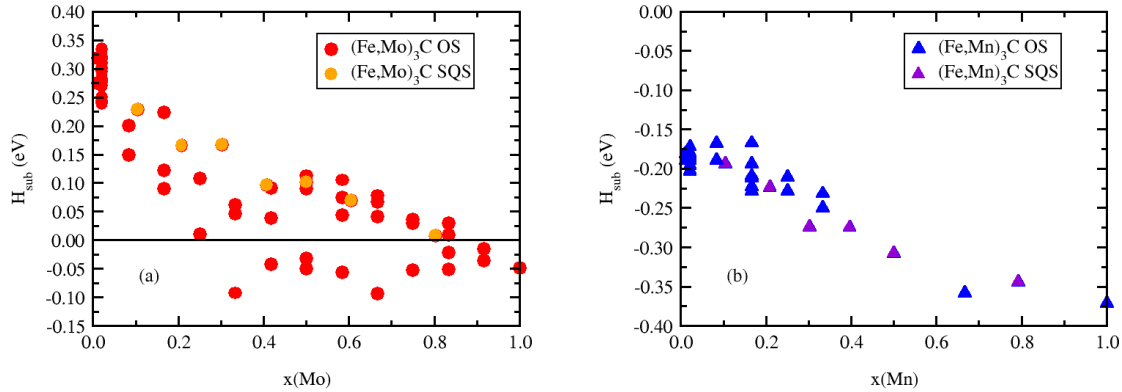 0.40
0.35
0.30
0.25
0.20
0.15
0.10
0.05
0.00
-0.05
-0.10
-0.15
H_sub (eV)
(Fe,Mo)₃C OS
(Fe,Mo)₃C SQS
(a)
0.0 0.2 0.4 0.6 0.8 1.0
x(Mo)
0.00
-0.05
-0.10
-0.15
-0.20
-0.25
-0.30
-0.35
-0.40
H_sub (eV)
(Fe,Mn)₃C OS
(Fe,Mn)₃C SQS
(b)
0.0 0.2 0.4 0.6 0.8 1.0
x(Mn)